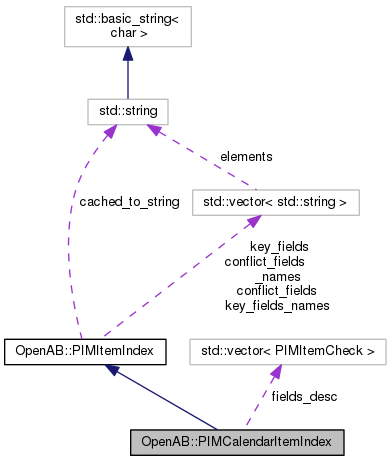 std::basic_string<
char >
std::string
elements
cached_to_string
std::vector< std::string >
key_fields
conflict_fields
_names
conflict_fields
key_fields_names
OpenAB::PIMItemIndex
std::vector< PIMItemCheck >
fields_desc
OpenAB::PIMCalendarItemIndex